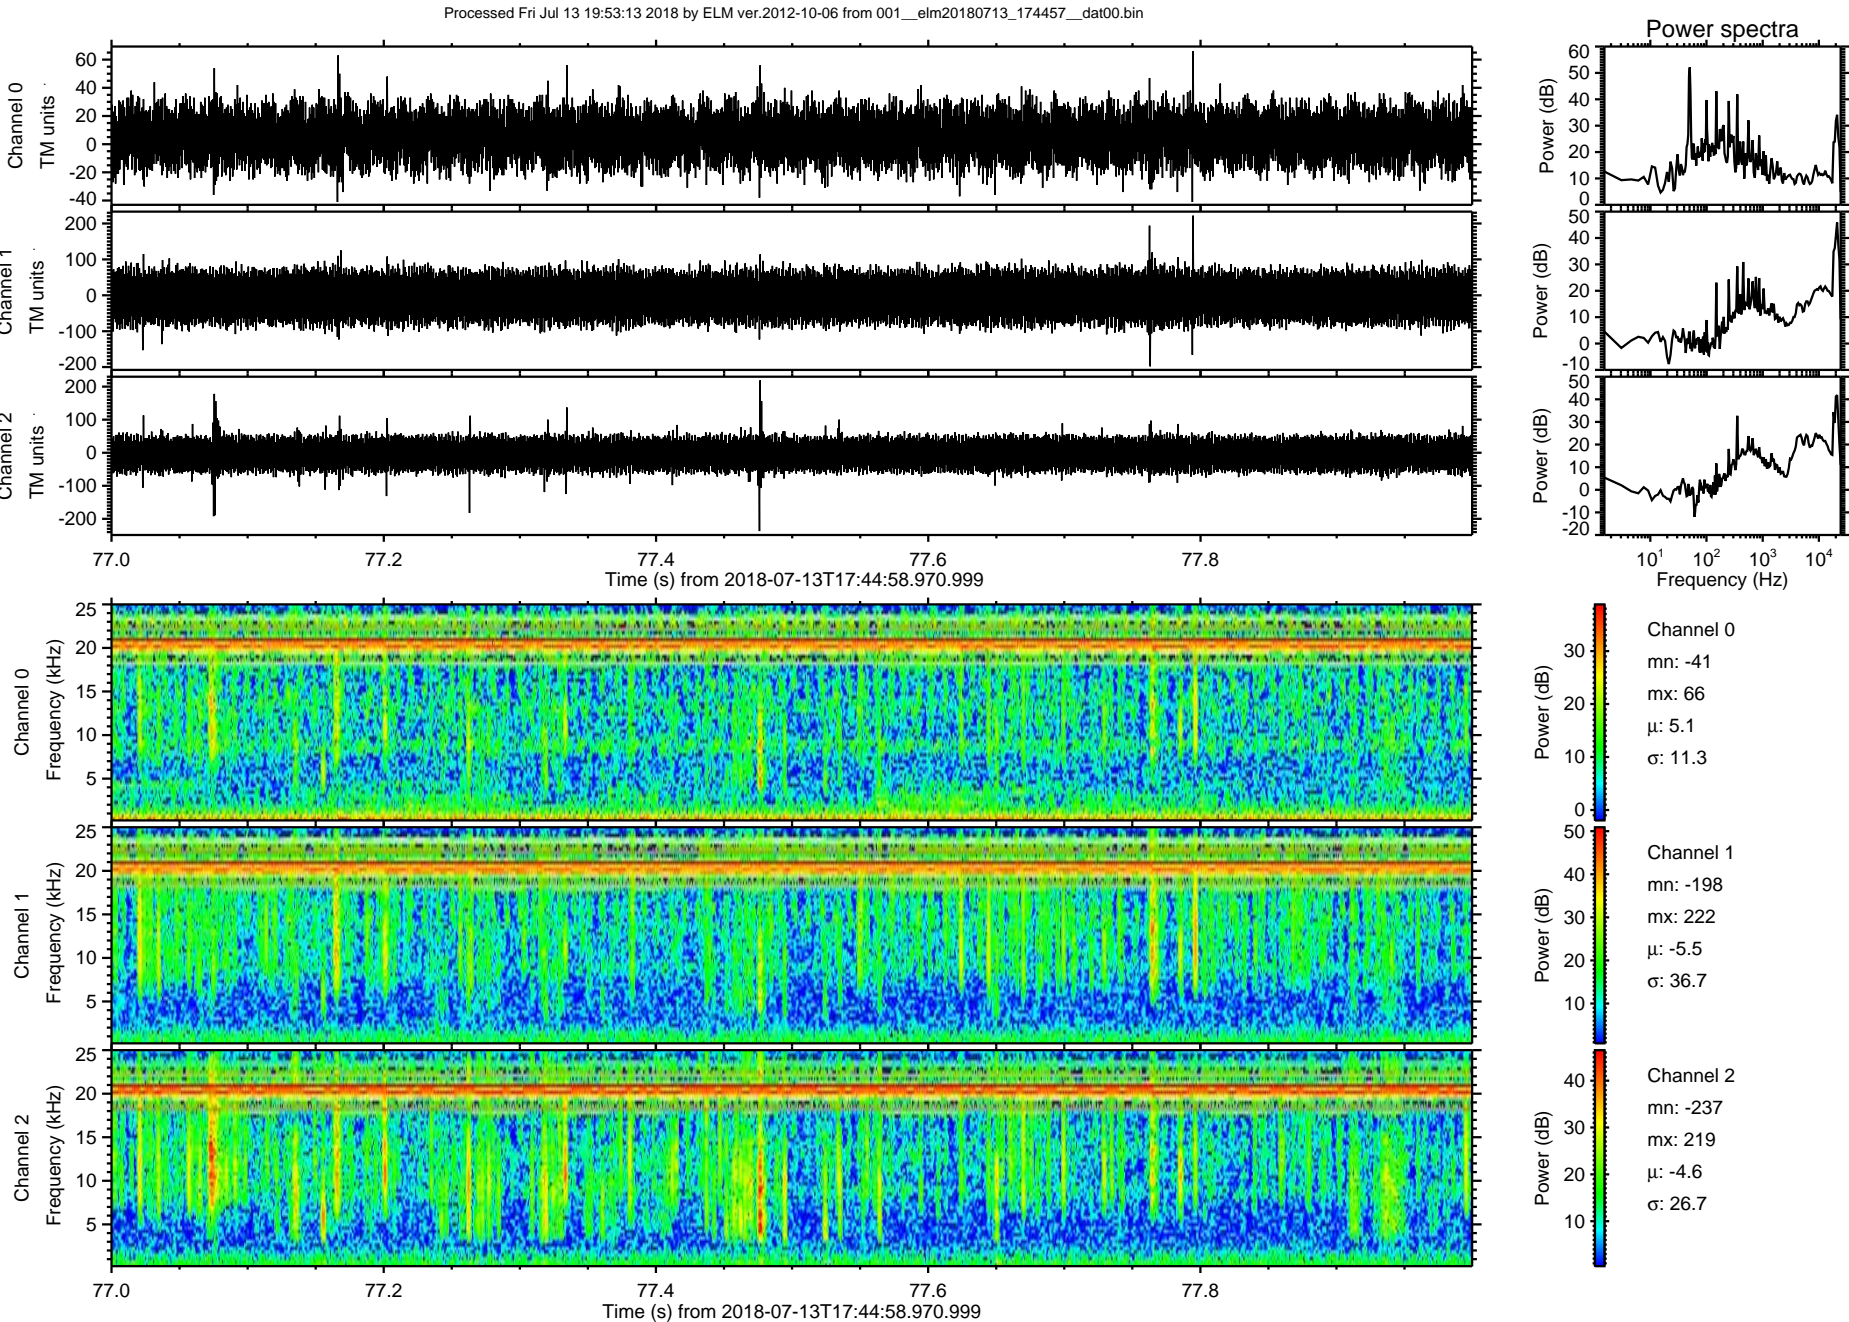 Processed Fri Jul 13 19:53:13 2018 by ELM ver.2012-10-06 from 001__elm20180713_174457__dat00.bin
Power spectra
Channel 0
TM units
60
40
20
0
-20
-40
Power (dB)
60
50
40
30
20
10
0
Channel 1
TM units
200
100
0
-100
-200
Power (dB)
50
40
30
20
10
0
-10
Channel 2
TM units
200
100
0
-100
-200
Power (dB)
50
40
30
20
10
0
-10
-20
77.0 77.2 77.4 77.6 77.8
Time (s) from 2018-07-13T17:44:58.970.999
10^1 10^2 10^3 10^4
Frequency (Hz)
Channel 0
Frequency (kHz)
25
20
15
10
5
Power (dB)
30
20
10
0
Channel 0
mn: -41
mx: 66
μ: 5.1
σ: 11.3
Channel 1
Frequency (kHz)
25
20
15
10
5
Power (dB)
50
40
30
20
10
Channel 1
mn: -198
mx: 222
μ: -5.5
σ: 36.7
Channel 2
Frequency (kHz)
25
20
15
10
5
Power (dB)
40
30
20
10
Channel 2
mn: -237
mx: 219
μ: -4.6
σ: 26.7
77.0 77.2 77.4 77.6 77.8
Time (s) from 2018-07-13T17:44:58.970.999